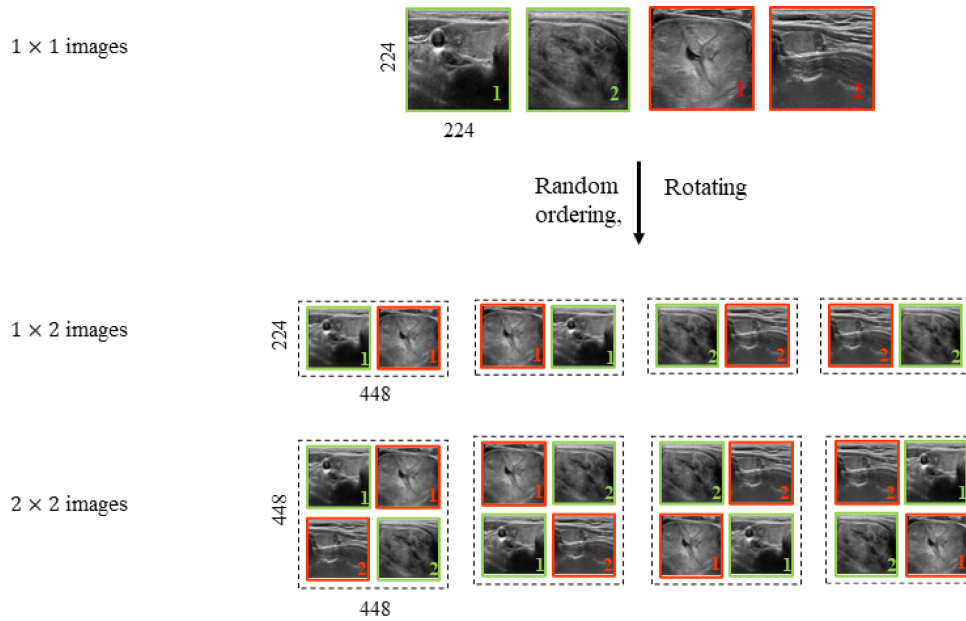 1 × 1 images
224
1 2 1 2
224
Random Rotating
ordering,
1 × 2 images
224
1 1 1 1 2 2 2 2
448
2 × 2 images
448
1 1 1 2 2 2 2 1
2 2 1 2 1 1 2 1
448